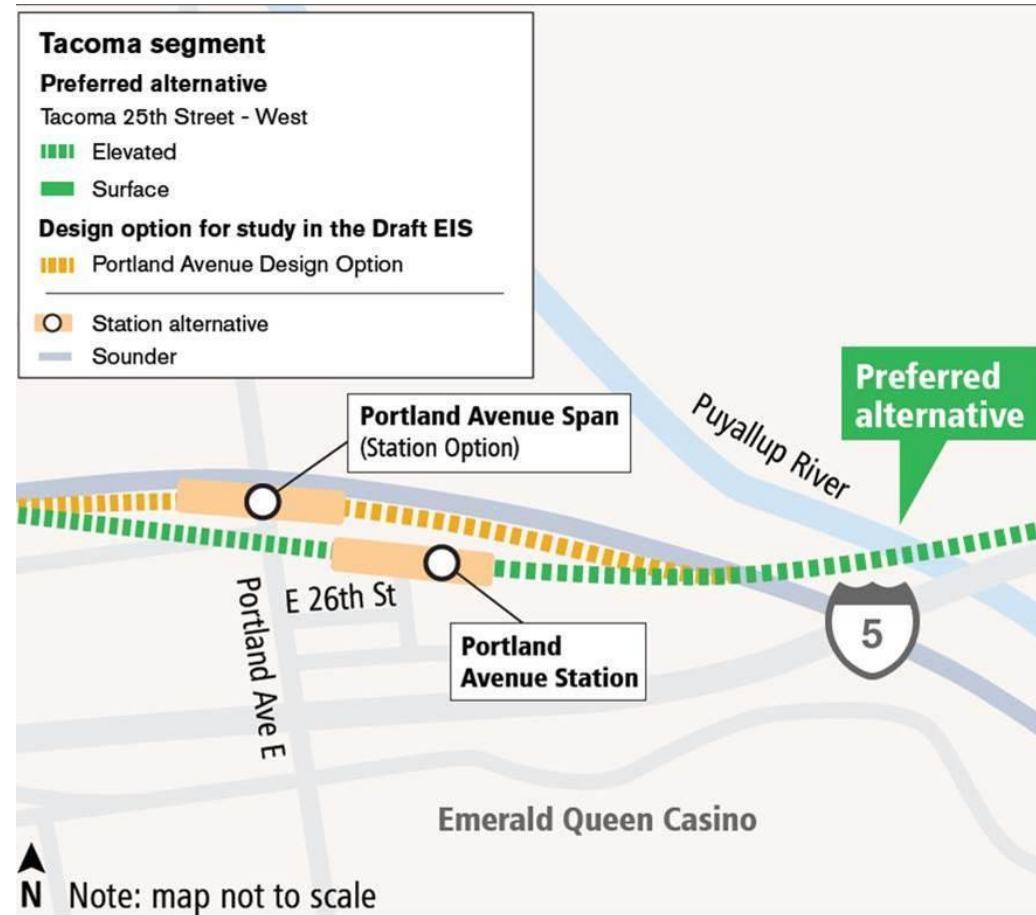 Tacoma segment
Preferred alternative
Tacoma 25th Street - West
Elevated
Surface
Design option for study in the Draft EIS
Portland Avenue Design Option
Station alternative
Sounder
Preferred
alternative
Portland Avenue Span
(Station Option)
Puyallup River
E 26th St
Portland Ave E
5
Portland
Avenue Station
Emerald Queen Casino
N Note: map not to scale